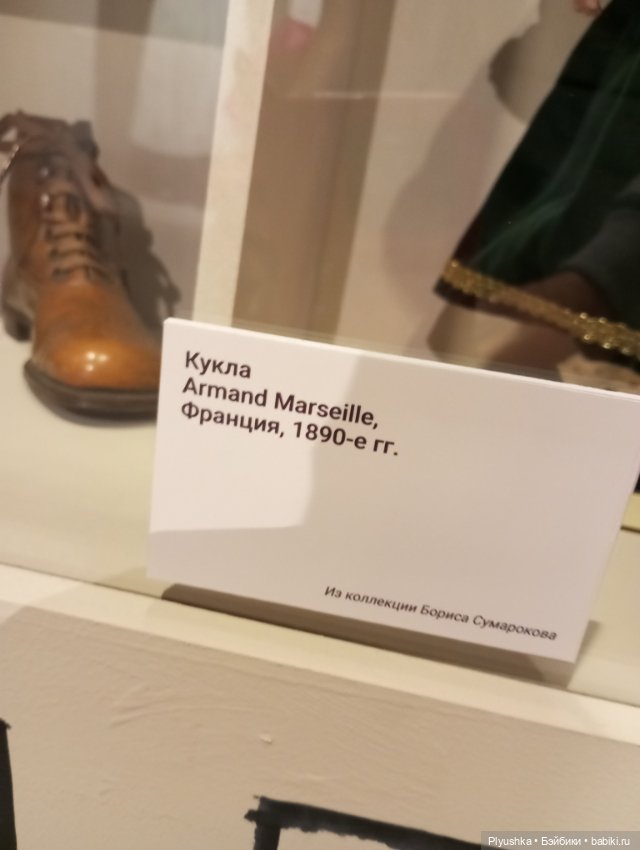 Кукла
Armand Marseille,
Франция, 1890-е гг.
Из коллекции Бориса Сумарокова
Plyushka • Бэйбики • babiki.ru